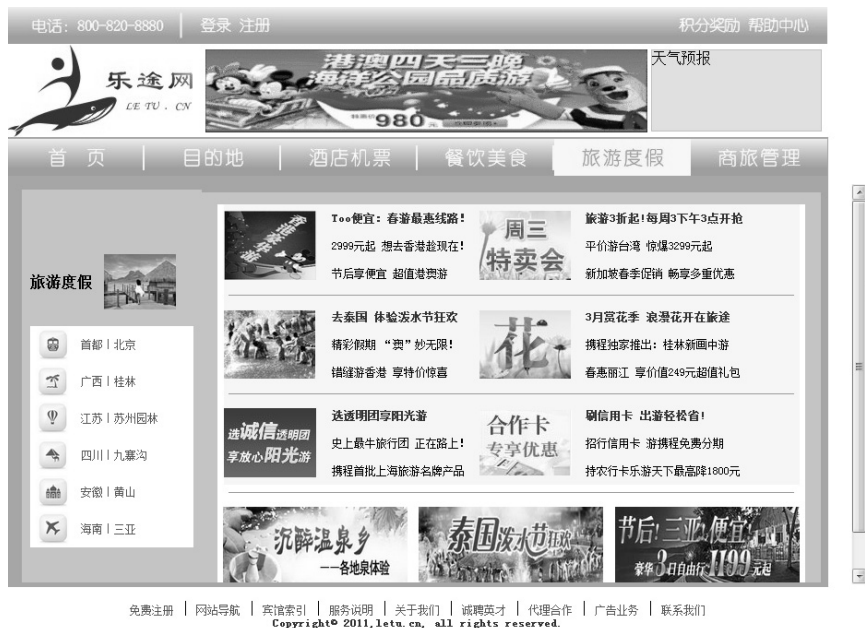 电话: 800-820-8880 | 登录 注册
积分奖励 帮助中心
乐途网
LE TU . CN
港澳四天三晚
海洋公园品质游
特卖价 980 元 立即查看
天气预报
首 页 | 目的地 | 酒店机票 | 餐饮美食 旅游度假 商旅管理
旅游度假
首都 | 北京
广西 | 桂林
江苏 | 苏州园林
四川 | 九寨沟
安徽 | 黄山
海南 | 三亚
香港豪华游
Too便宜: 春游最惠线路!
2999元起 想去香港趁现在!
节后享便宜 超值港澳游
周三
特卖会
旅游3折起!每周3下午3点开抢
平价游台湾 惊爆3299元起
新加坡春季促销 畅享多重优惠
去泰国 体验泼水节狂欢
精彩假期 “澳”妙无限!
错缝游香港 享特价惊喜
花
3月赏花季 浪漫花开在旅途
携程独家推出: 桂林新画中游
春惠丽江 享价值249元超值礼包
选诚信透明团
享放心阳光游
选透明团享阳光游
史上最牛旅行团 正在路上!
携程首批上海旅游名牌产品
合作卡
专享优惠
刷信用卡 出游轻松省!
招行信用卡 游携程免费分期
持农行卡乐游天下最高降1800元
沉醉温泉乡
——各地泉体验
泰国泼水节狂欢
节后!三亚便宜
豪华3日自由行1199元起
免费注册 | 网站导航 | 宾馆索引 | 服务说明 | 关于我们 | 诚聘英才 | 代理合作 | 广告业务 | 联系我们
Copyright© 2011,letu.cn, all rights reserved.